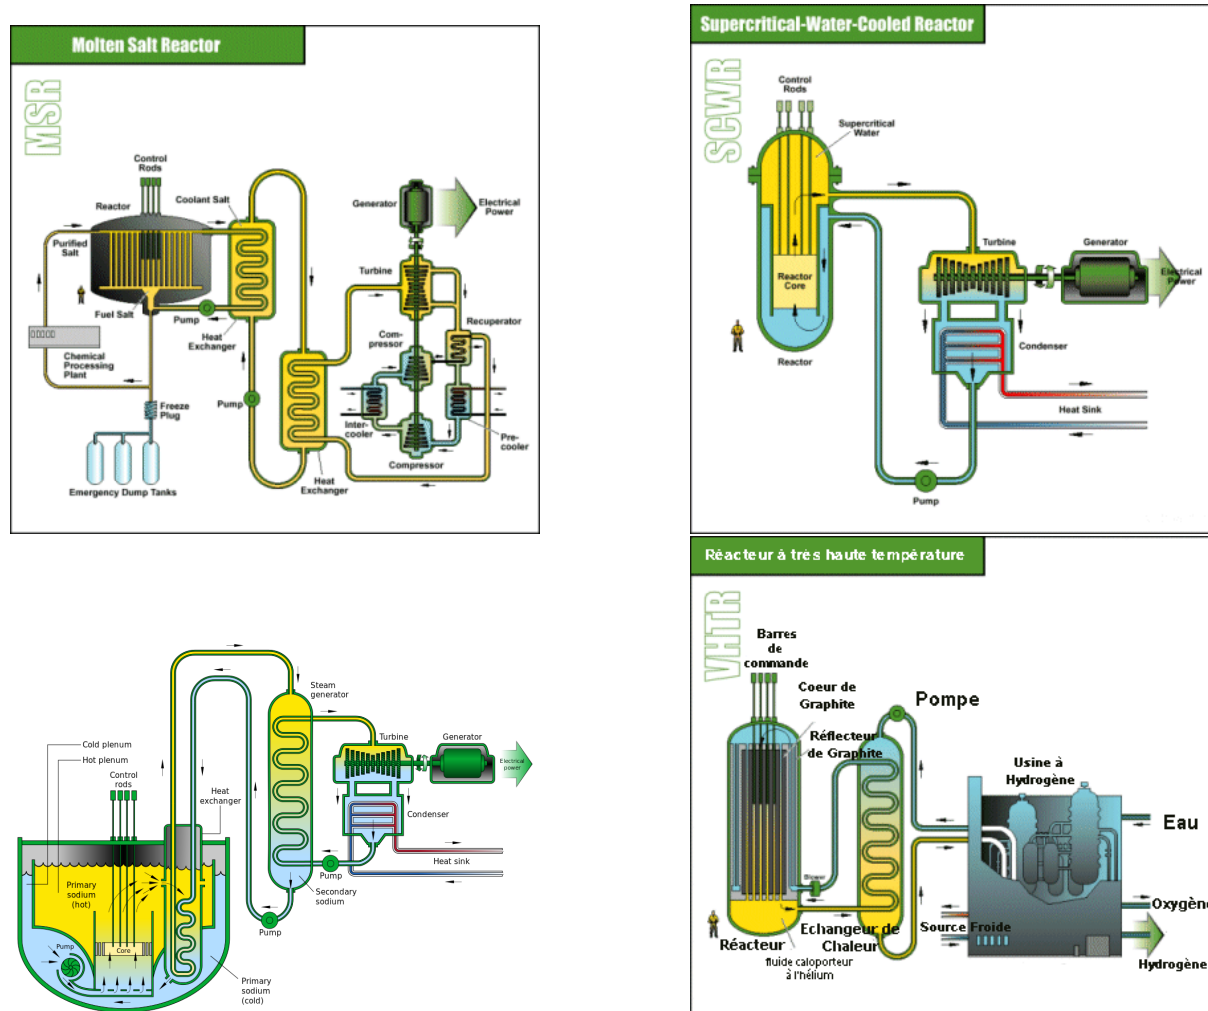 Molten Salt Reactor
MSR
Control
Rods
Reactor
Coolant Salt
Purified
Salt
Fuel Salt
Pump
Heat
Exchanger
Chemical
Processing
Plant
Freeze
Plug
Emergency Dump Tanks
Pump
Heat
Exchanger
Generator
Electrical
Power
Turbine
Recuperator
Com-
pressor
Inter-
cooler
Pre-
cooler
Compressor
Supercritical-Water-Cooled Reactor
SCWR
Control
Rods
Supercritical
Water
Turbine
Generator
Electrical
Power
Reactor
Core
Reactor
Condenser
Heat Sink
Pump
Cold plenum
Hot plenum
Control
rods
Heat
exchanger
Steam
generator
Turbine
Generator
Electrical
power
Condenser
Heat sink
Pump
Secondary
sodium
Pump
Primary
sodium
(hot)
Pump
Core
Primary
sodium
(cold)
Réacteur à très haute température
VHTR
Barres
de
commande
Coeur de
Graphite
Réflecteur
de Graphite
Pompe
Usine à
Hydrogène
Eau
Blower
Oxygène
Source Froide
Echangeur de
Chaleur
Réacteur
fluide caloporteur
à l'hélium
Hydrogène